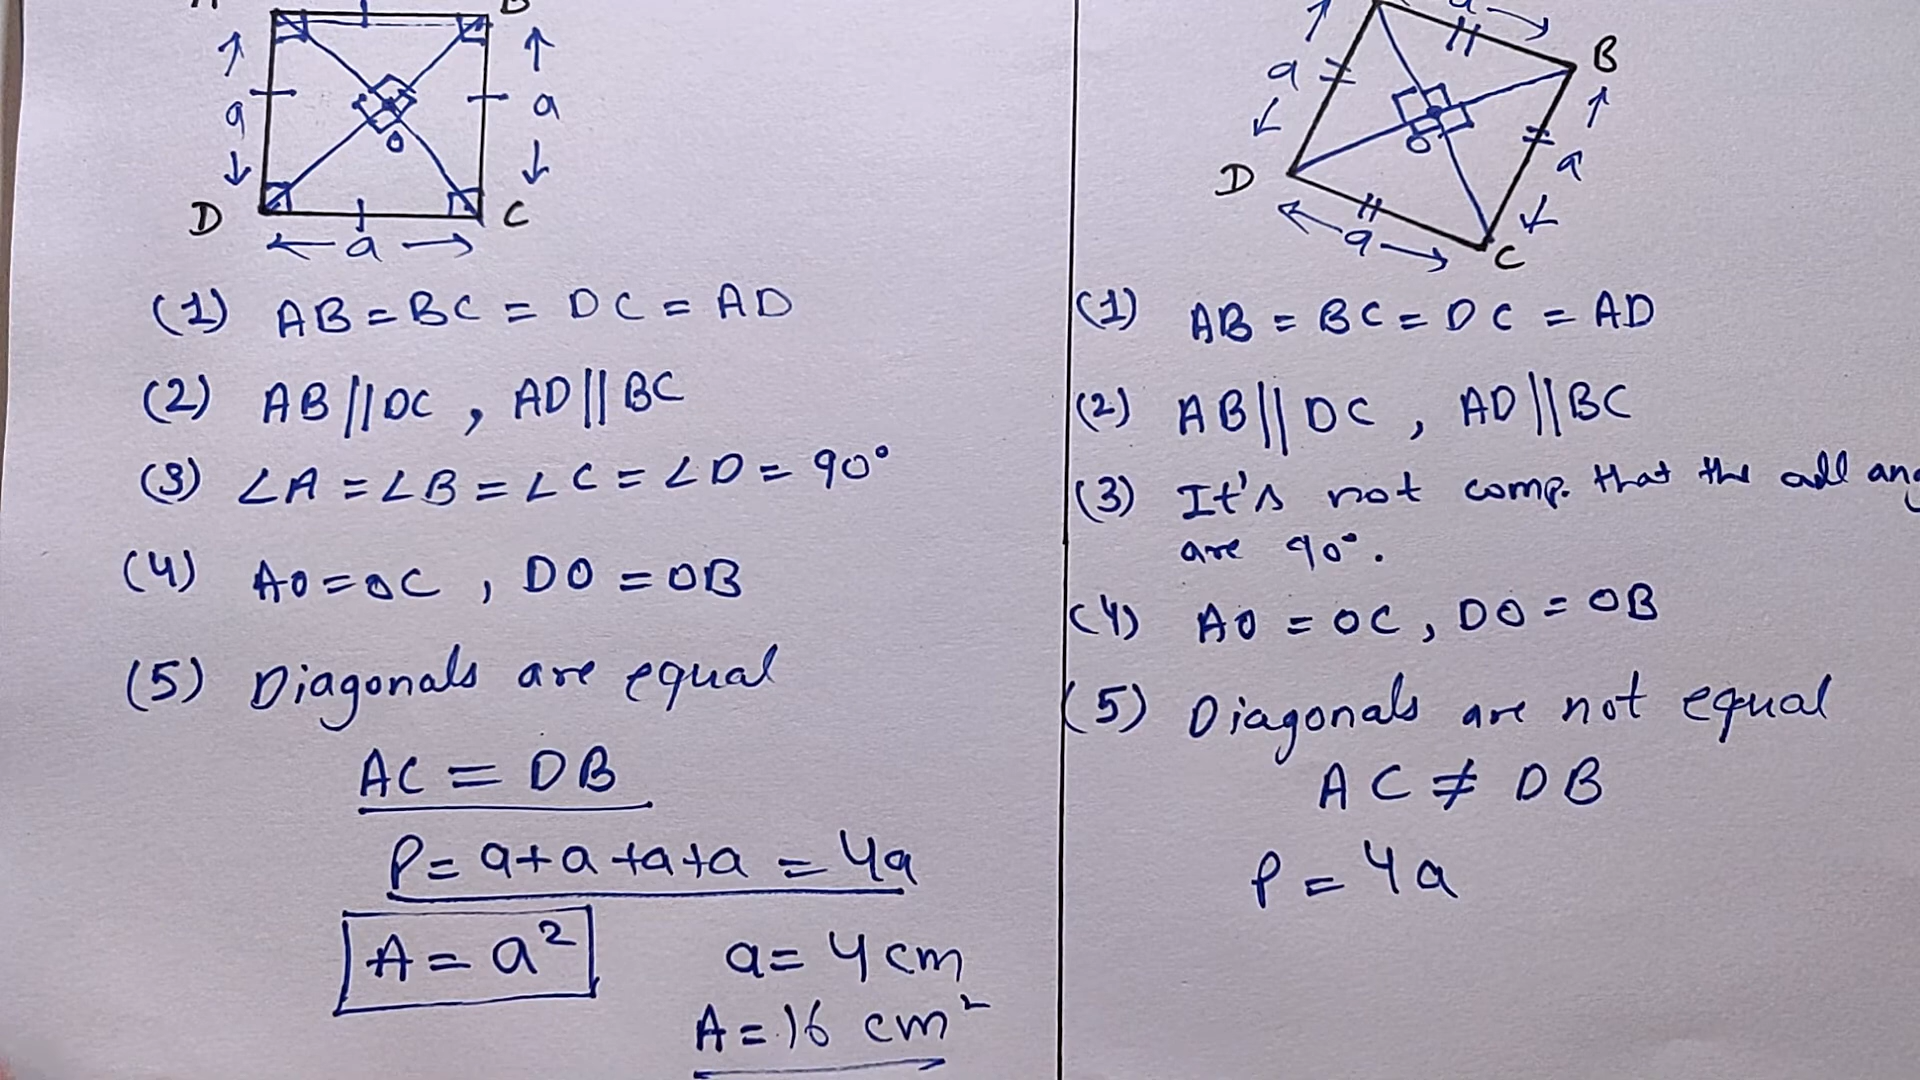 B
a
a
O
D
C
a
(1) AB = BC = DC = AD
(2) AB || DC , AD || BC
(3) ∠A = ∠B = ∠C = ∠D = 90°
(4) AO = OC , DO = OB
(5) Diagonals are equal
AC = DB
P = a+a+a+a = 4a
A = a²
a = 4 cm
A = 16 cm²
a
B
a
O
a
D
a
C
(1) AB = BC = DC = AD
(2) AB || DC , AD || BC
(3) It's not comp. that the all ang
are 90°.
(4) AO = OC , DO = OB
(5) Diagonals are not equal
AC ≠ DB
P = 4a